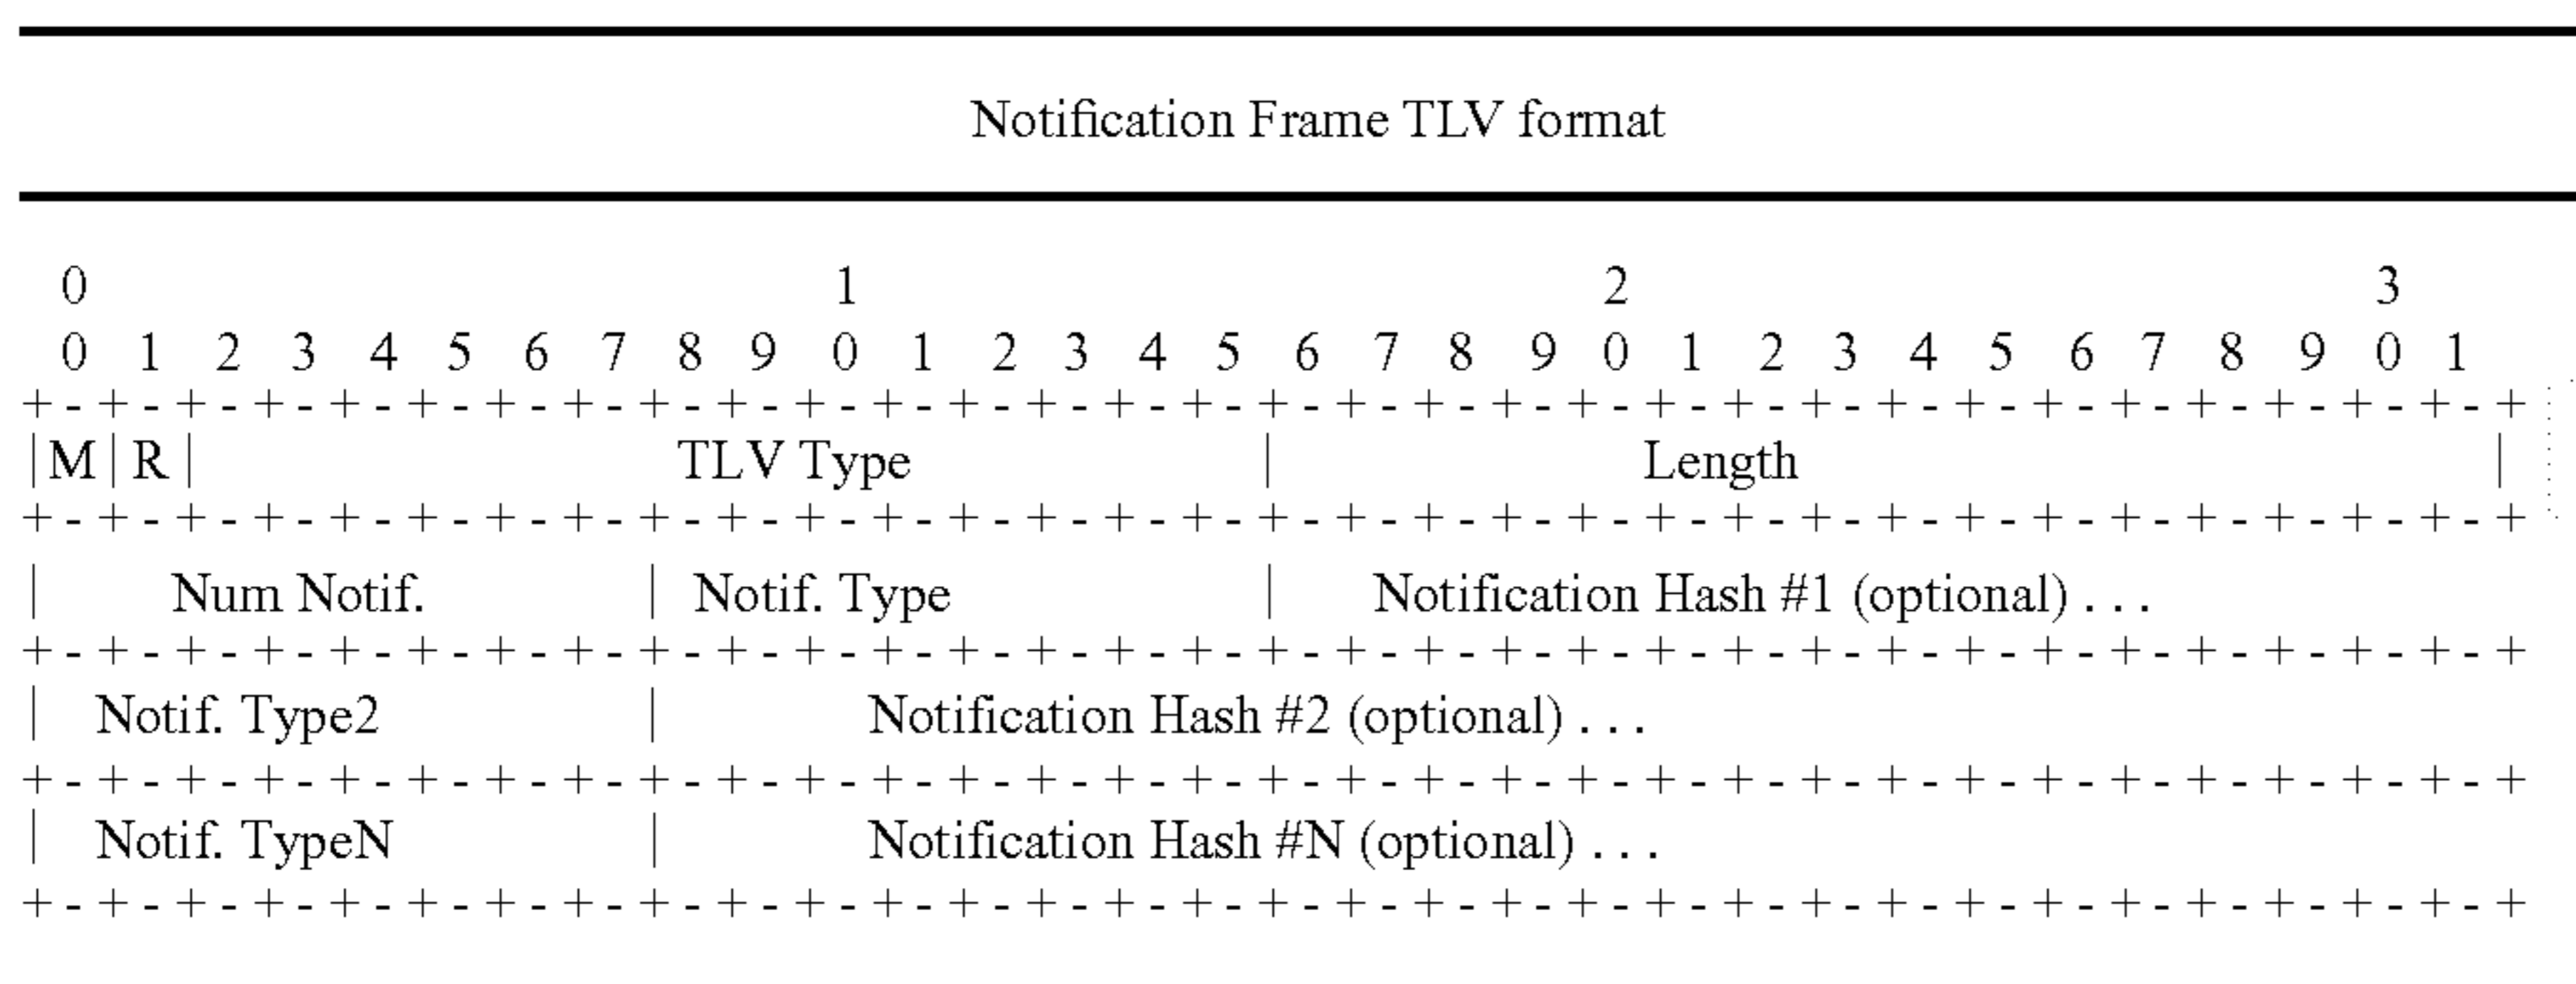 Notification Frame TLV format
0 1 2 3
0 1 2 3 4 5 6 7 8 9 0 1 2 3 4 5 6 7 8 9 0 1 2 3 4 5 6 7 8 9 0 1
+-+-+-+-+-+-+-+-+-+-+-+-+-+-+-+-+-+-+-+-+-+-+-+-+-+-+-+-+-+-+-+-+
|M|R| TLV Type | Length |
+-+-+-+-+-+-+-+-+-+-+-+-+-+-+-+-+-+-+-+-+-+-+-+-+-+-+-+-+-+-+-+-+
| Num Notif. | Notif. Type | Notification Hash #1 (optional) . . .
+-+-+-+-+-+-+-+-+-+-+-+-+-+-+-+-+-+-+-+-+-+-+-+-+-+-+-+-+-+-+-+-+
| Notif. Type2 | Notification Hash #2 (optional) . . .
+-+-+-+-+-+-+-+-+-+-+-+-+-+-+-+-+-+-+-+-+-+-+-+-+-+-+-+-+-+-+-+-+
| Notif. TypeN | Notification Hash #N (optional) . . .
+-+-+-+-+-+-+-+-+-+-+-+-+-+-+-+-+-+-+-+-+-+-+-+-+-+-+-+-+-+-+-+-+